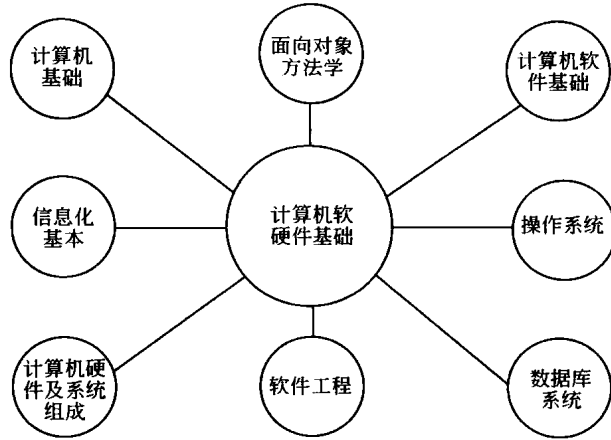 计算机
基础
面向对象
方法学
计算机软
件基础
信息化
基本
计算机软
硬件基础
操作系统
计算机硬
件及系统
组成
软件工程
数据库
系统